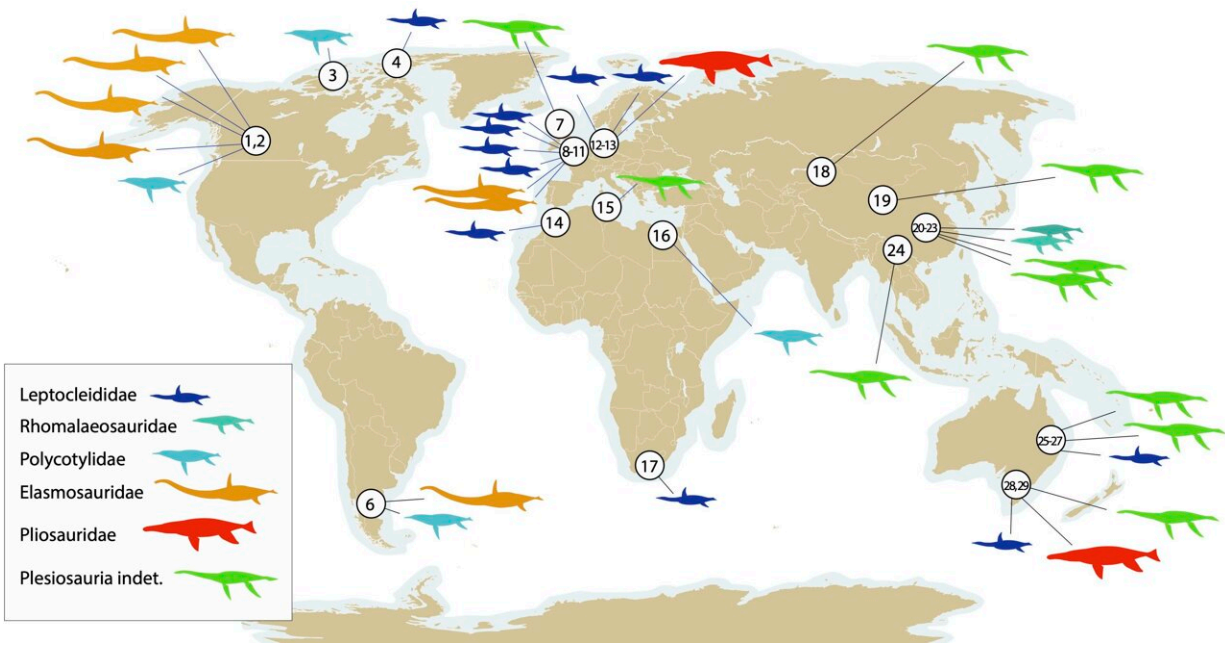 4
3
1,2
7
8-11
12-13
18
19
14
15
16
20-23
24
Leptocleididae
Rhomalaeosauridae
Polycotylidae
Elasmosauridae
Pliosauridae
Plesiosauria indet.
6
17
25-27
28,29